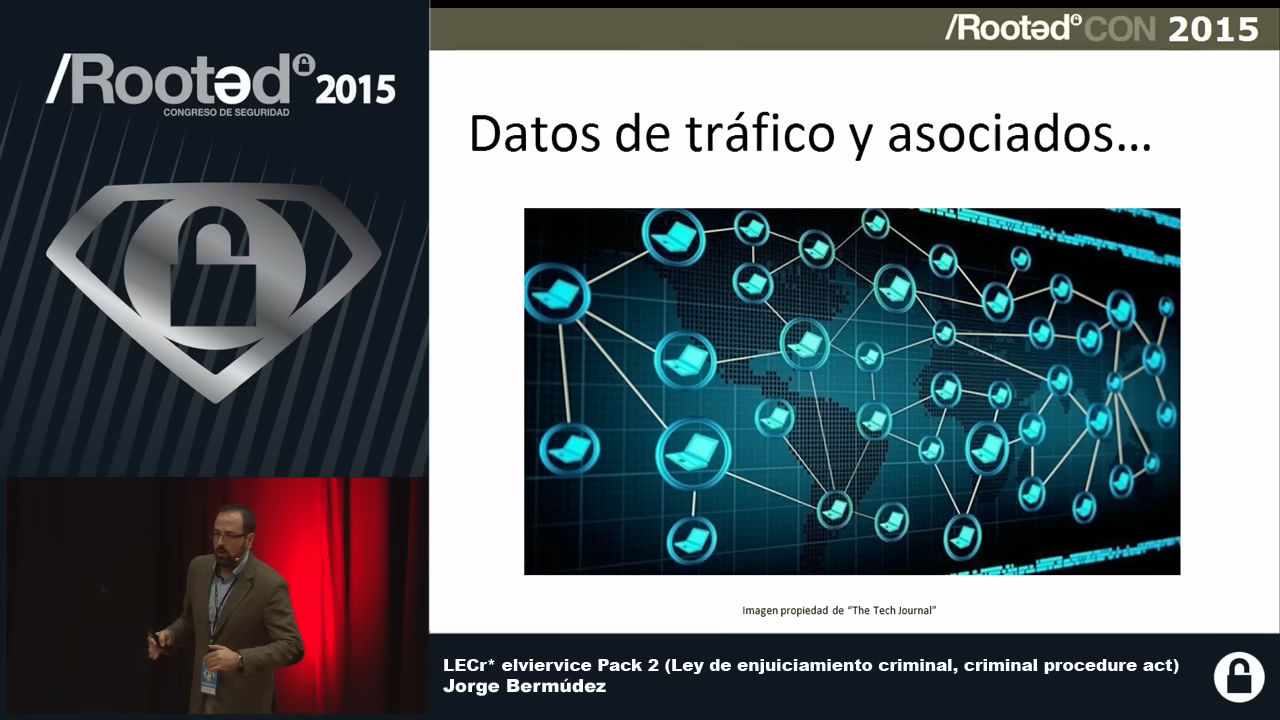 /Rootəd 2015
CONGRESO DE SEGURIDAD
/Rootəd CON 2015
Datos de tráfico y asociados...
Imagen propiedad de “The Tech Journal”
LECr* elviervice Pack 2 (Ley de enjuiciamiento criminal, criminal procedure act)
Jorge Bermúdez